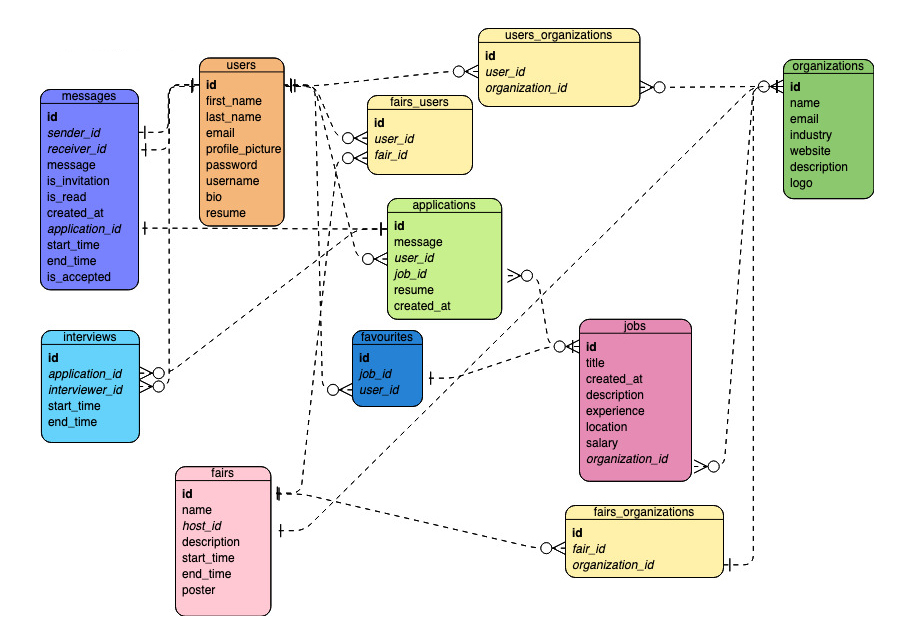 users_organizations
id
user_id
organization_id
users
id
first_name
last_name
email
profile_picture
password
username
bio
resume
organizations
id
name
email
industry
website
description
logo
messages
id
sender_id
receiver_id
message
is_invitation
is_read
created_at
application_id
start_time
end_time
is_accepted
fairs_users
id
user_id
fair_id
applications
id
message
user_id
job_id
resume
created_at
interviews
id
application_id
interviewer_id
start_time
end_time
favourites
id
job_id
user_id
jobs
id
title
created_at
description
experience
location
salary
organization_id
fairs
id
name
host_id
description
start_time
end_time
poster
fairs_organizations
id
fair_id
organization_id